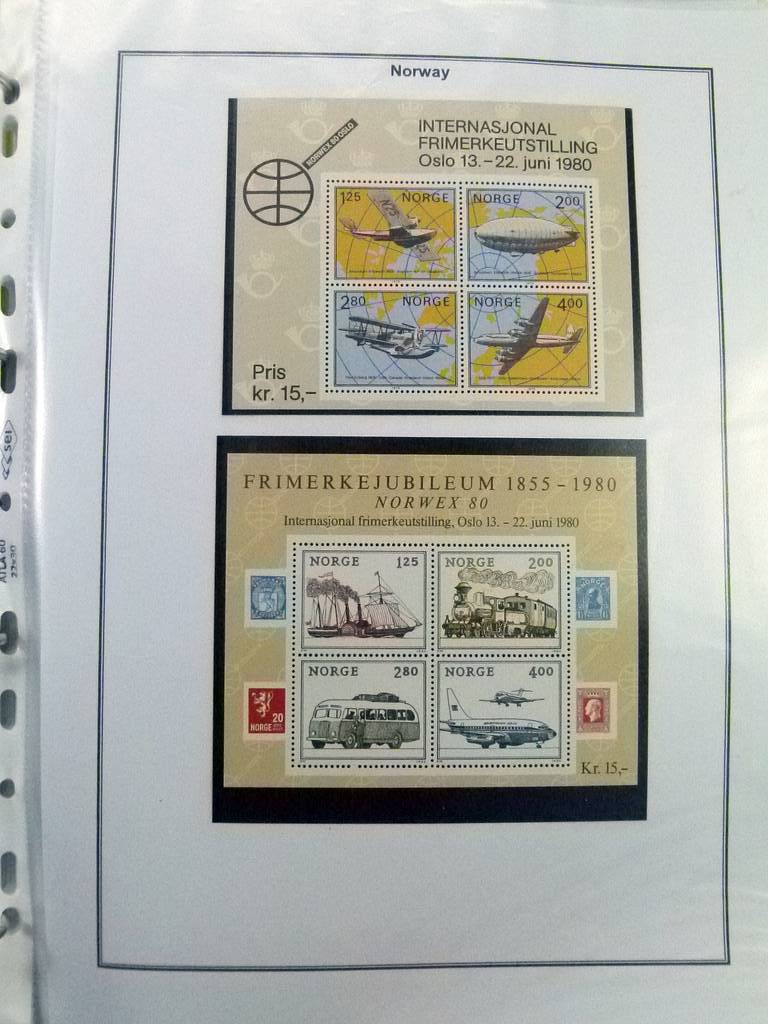 Norway
NORWEX 80 OSLO
INTERNASJONAL
FRIMERKEUTSTILLING
Oslo 13.–22. juni 1980
1.25 NORGE
NORGE 2.00
2.80 NORGE
NORGE 4.00
Pris
kr. 15,–
FRIMERKEJUBILEUM 1855 – 1980
NORWEX 80
Internasjonal frimerkeutstilling, Oslo 13. – 22. juni 1980
NORGE 1.25
NORGE 2.00
NORGE 2.80
NORGE 4.00
20
NORGE
Kr. 15,–